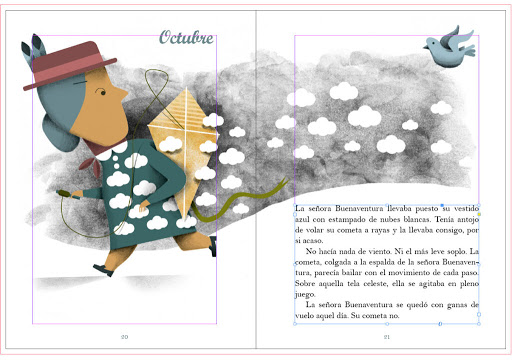 Octubre
La señora Buenaventura llevaba puesto su vestido
azul con estampado de nubes blancas. Tenía antojo
de volar su cometa a rayas y la llevaba consigo, por
si acaso.
No hacía nada de viento. Ni el más leve soplo. La
cometa, colgada a la espalda de la señora Buenaven-
tura, parecía bailar con el movimiento de cada paso.
Sobre aquella tela celeste, ella se agitaba en pleno
juego.
La señora Buenaventura se quedó con ganas de
vuelo aquel día. Su cometa no.
20
21